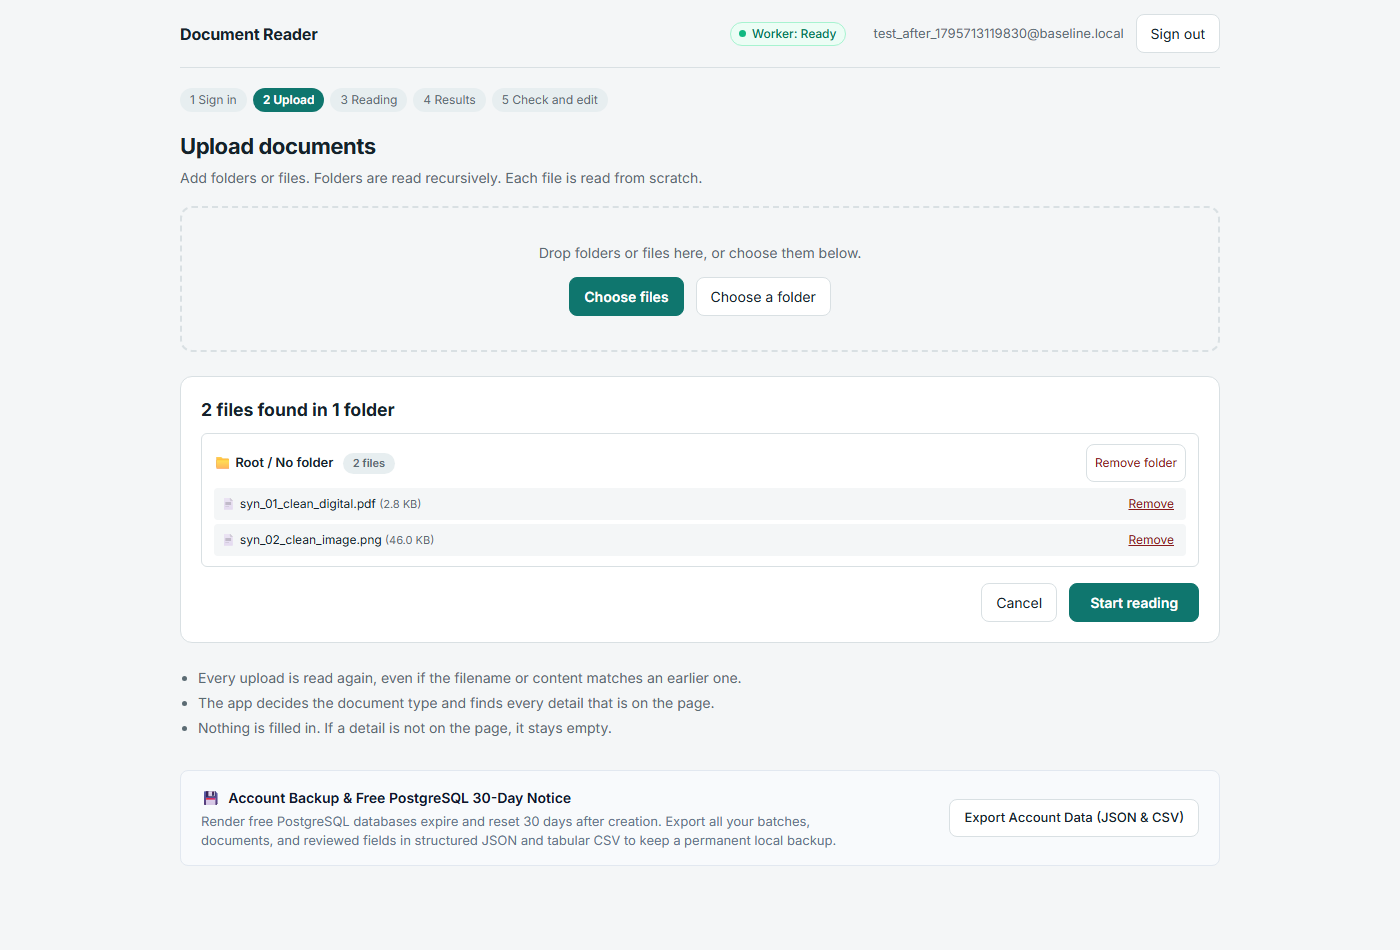 Document Reader
Worker: Ready
test_after_1795713119830@baseline.local
Sign out
1 Sign in
2 Upload
3 Reading
4 Results
5 Check and edit
Upload documents
Add folders or files. Folders are read recursively. Each file is read from scratch.
Drop folders or files here, or choose them below.
Choose files
Choose a folder
2 files found in 1 folder
Root / No folder
2 files
Remove folder
syn_01_clean_digital.pdf (2.8 KB)
Remove
syn_02_clean_image.png (46.0 KB)
Remove
Cancel
Start reading
Every upload is read again, even if the filename or content matches an earlier one.
The app decides the document type and finds every detail that is on the page.
Nothing is filled in. If a detail is not on the page, it stays empty.
Account Backup & Free PostgreSQL 30-Day Notice
Render free PostgreSQL databases expire and reset 30 days after creation. Export all your batches,
documents, and reviewed fields in structured JSON and tabular CSV to keep a permanent local backup.
Export Account Data (JSON & CSV)